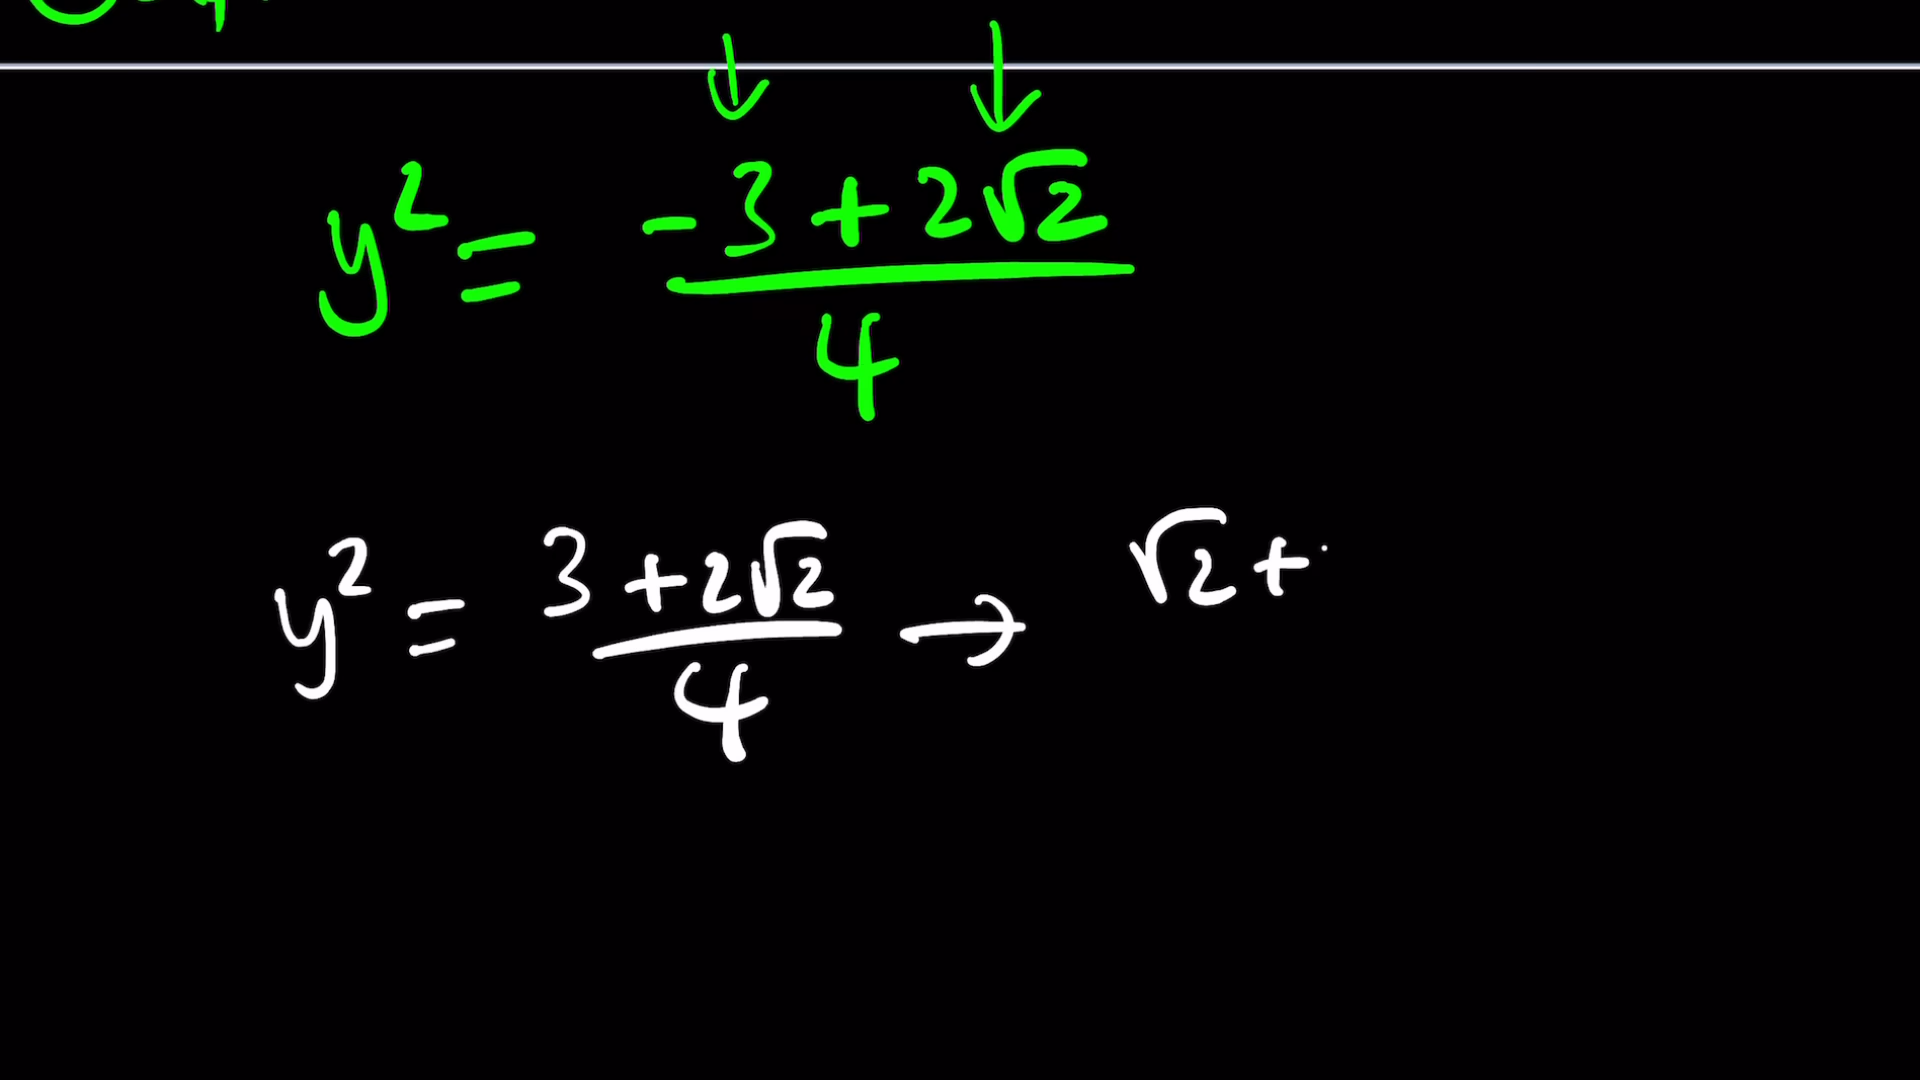 y² = (-3 + 2√2)/4
y² = (3 + 2√2)/4 → √2 +